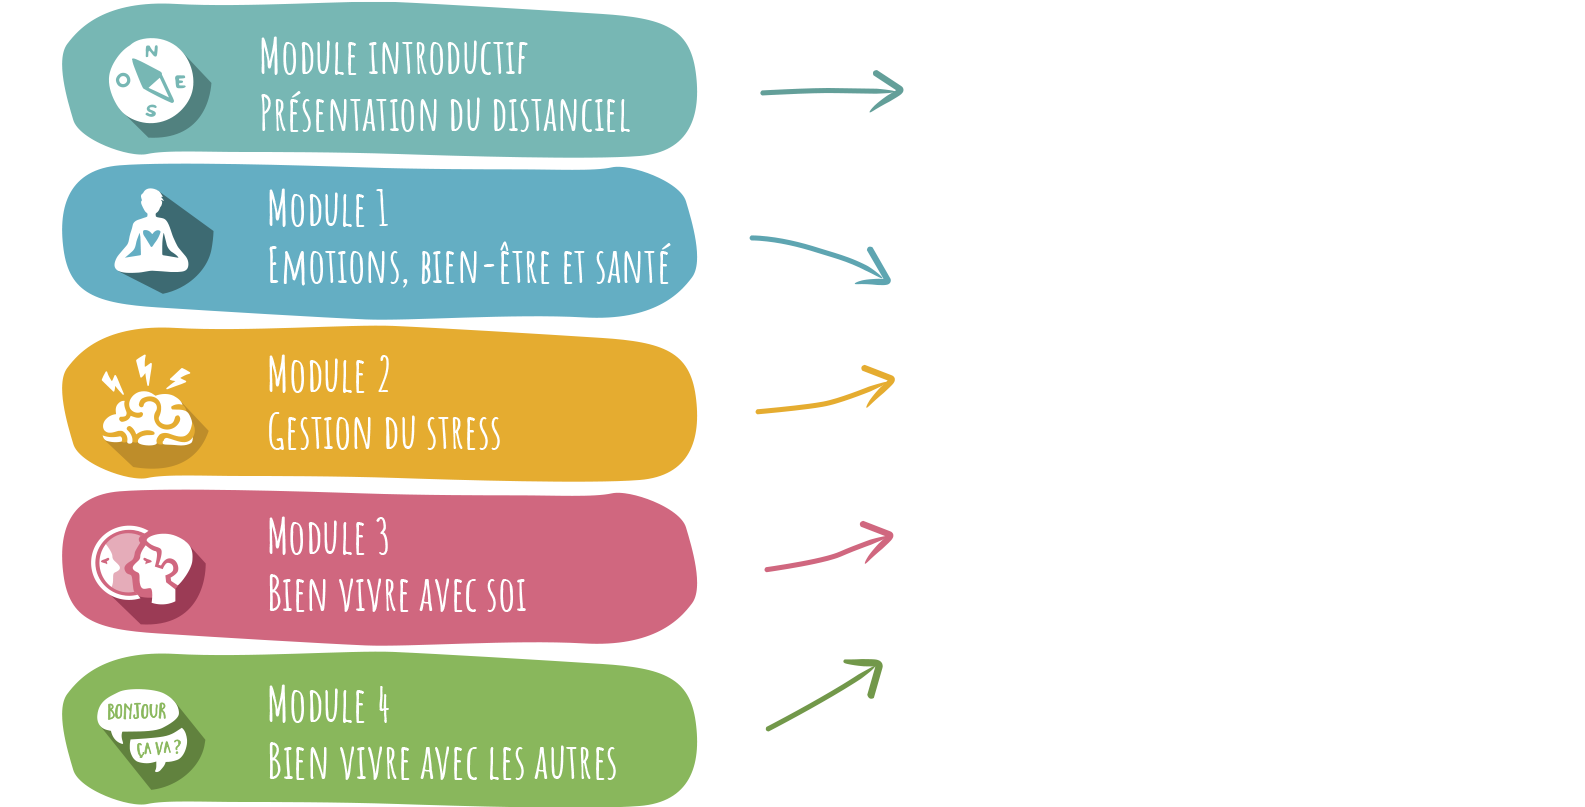 N
O E
S
Module introductif
Présentation du distanciel
Module 1
Emotions, bien-être et santé
Module 2
Gestion du stress
Module 3
Bien vivre avec soi
BONJOUR
ÇA VA ?
Module 4
Bien vivre avec les autres